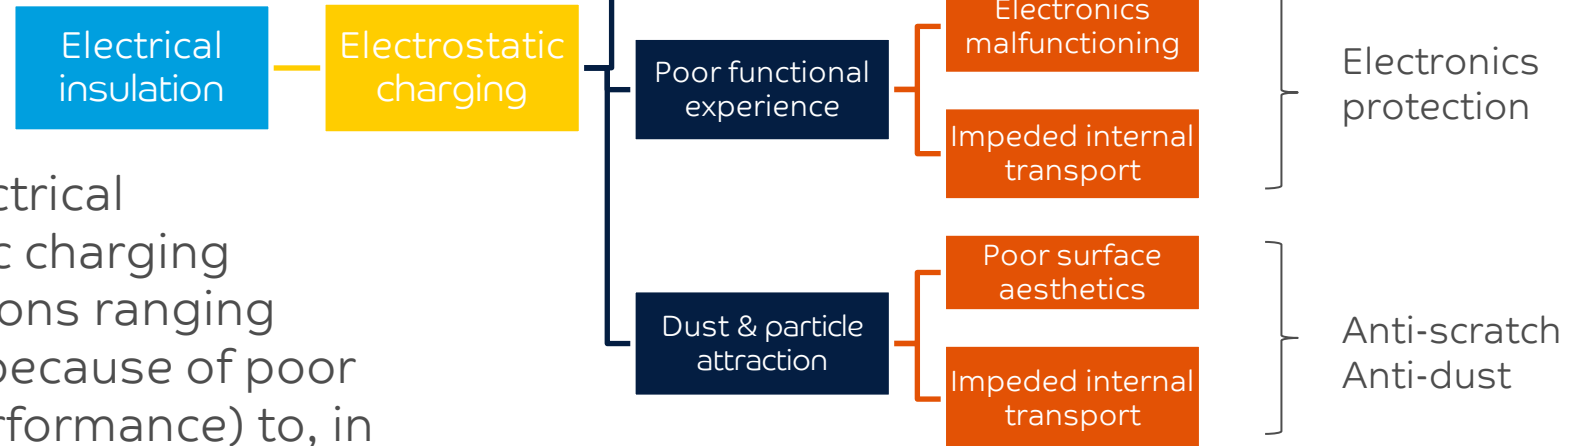 Electrical
insulation
Electrostatic
charging
Poor functional
experience
Electronics
malfunctioning
Impeded internal
transport
Electronics
protection
Dust & particle
attraction
Poor surface
aesthetics
Impeded internal
transport
Anti-scratch
Anti-dust
ctrical
c charging
ons ranging
because of poor
rformance) to, in